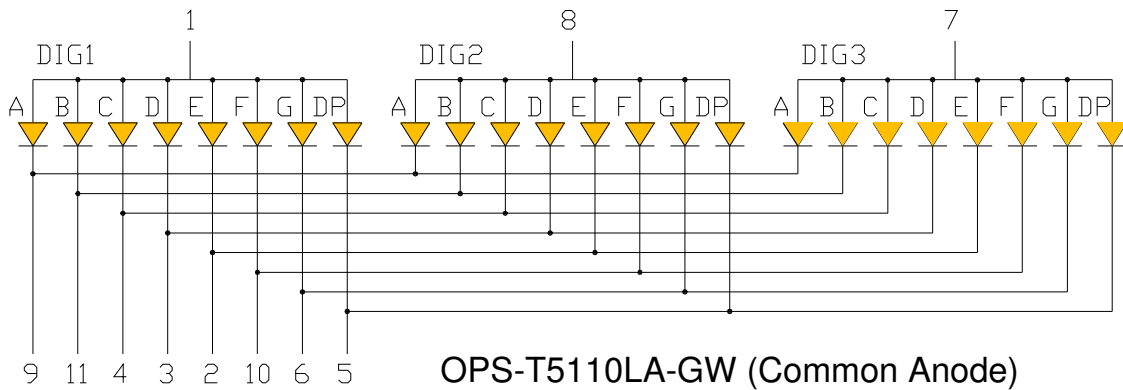 1 8 7
DIG1 DIG2 DIG3
A B C D E F G DP A B C D E F G DP A B C D E F G DP
9 11 4 3 2 10 6 5 OPS-T5110LA-GW (Common Anode)